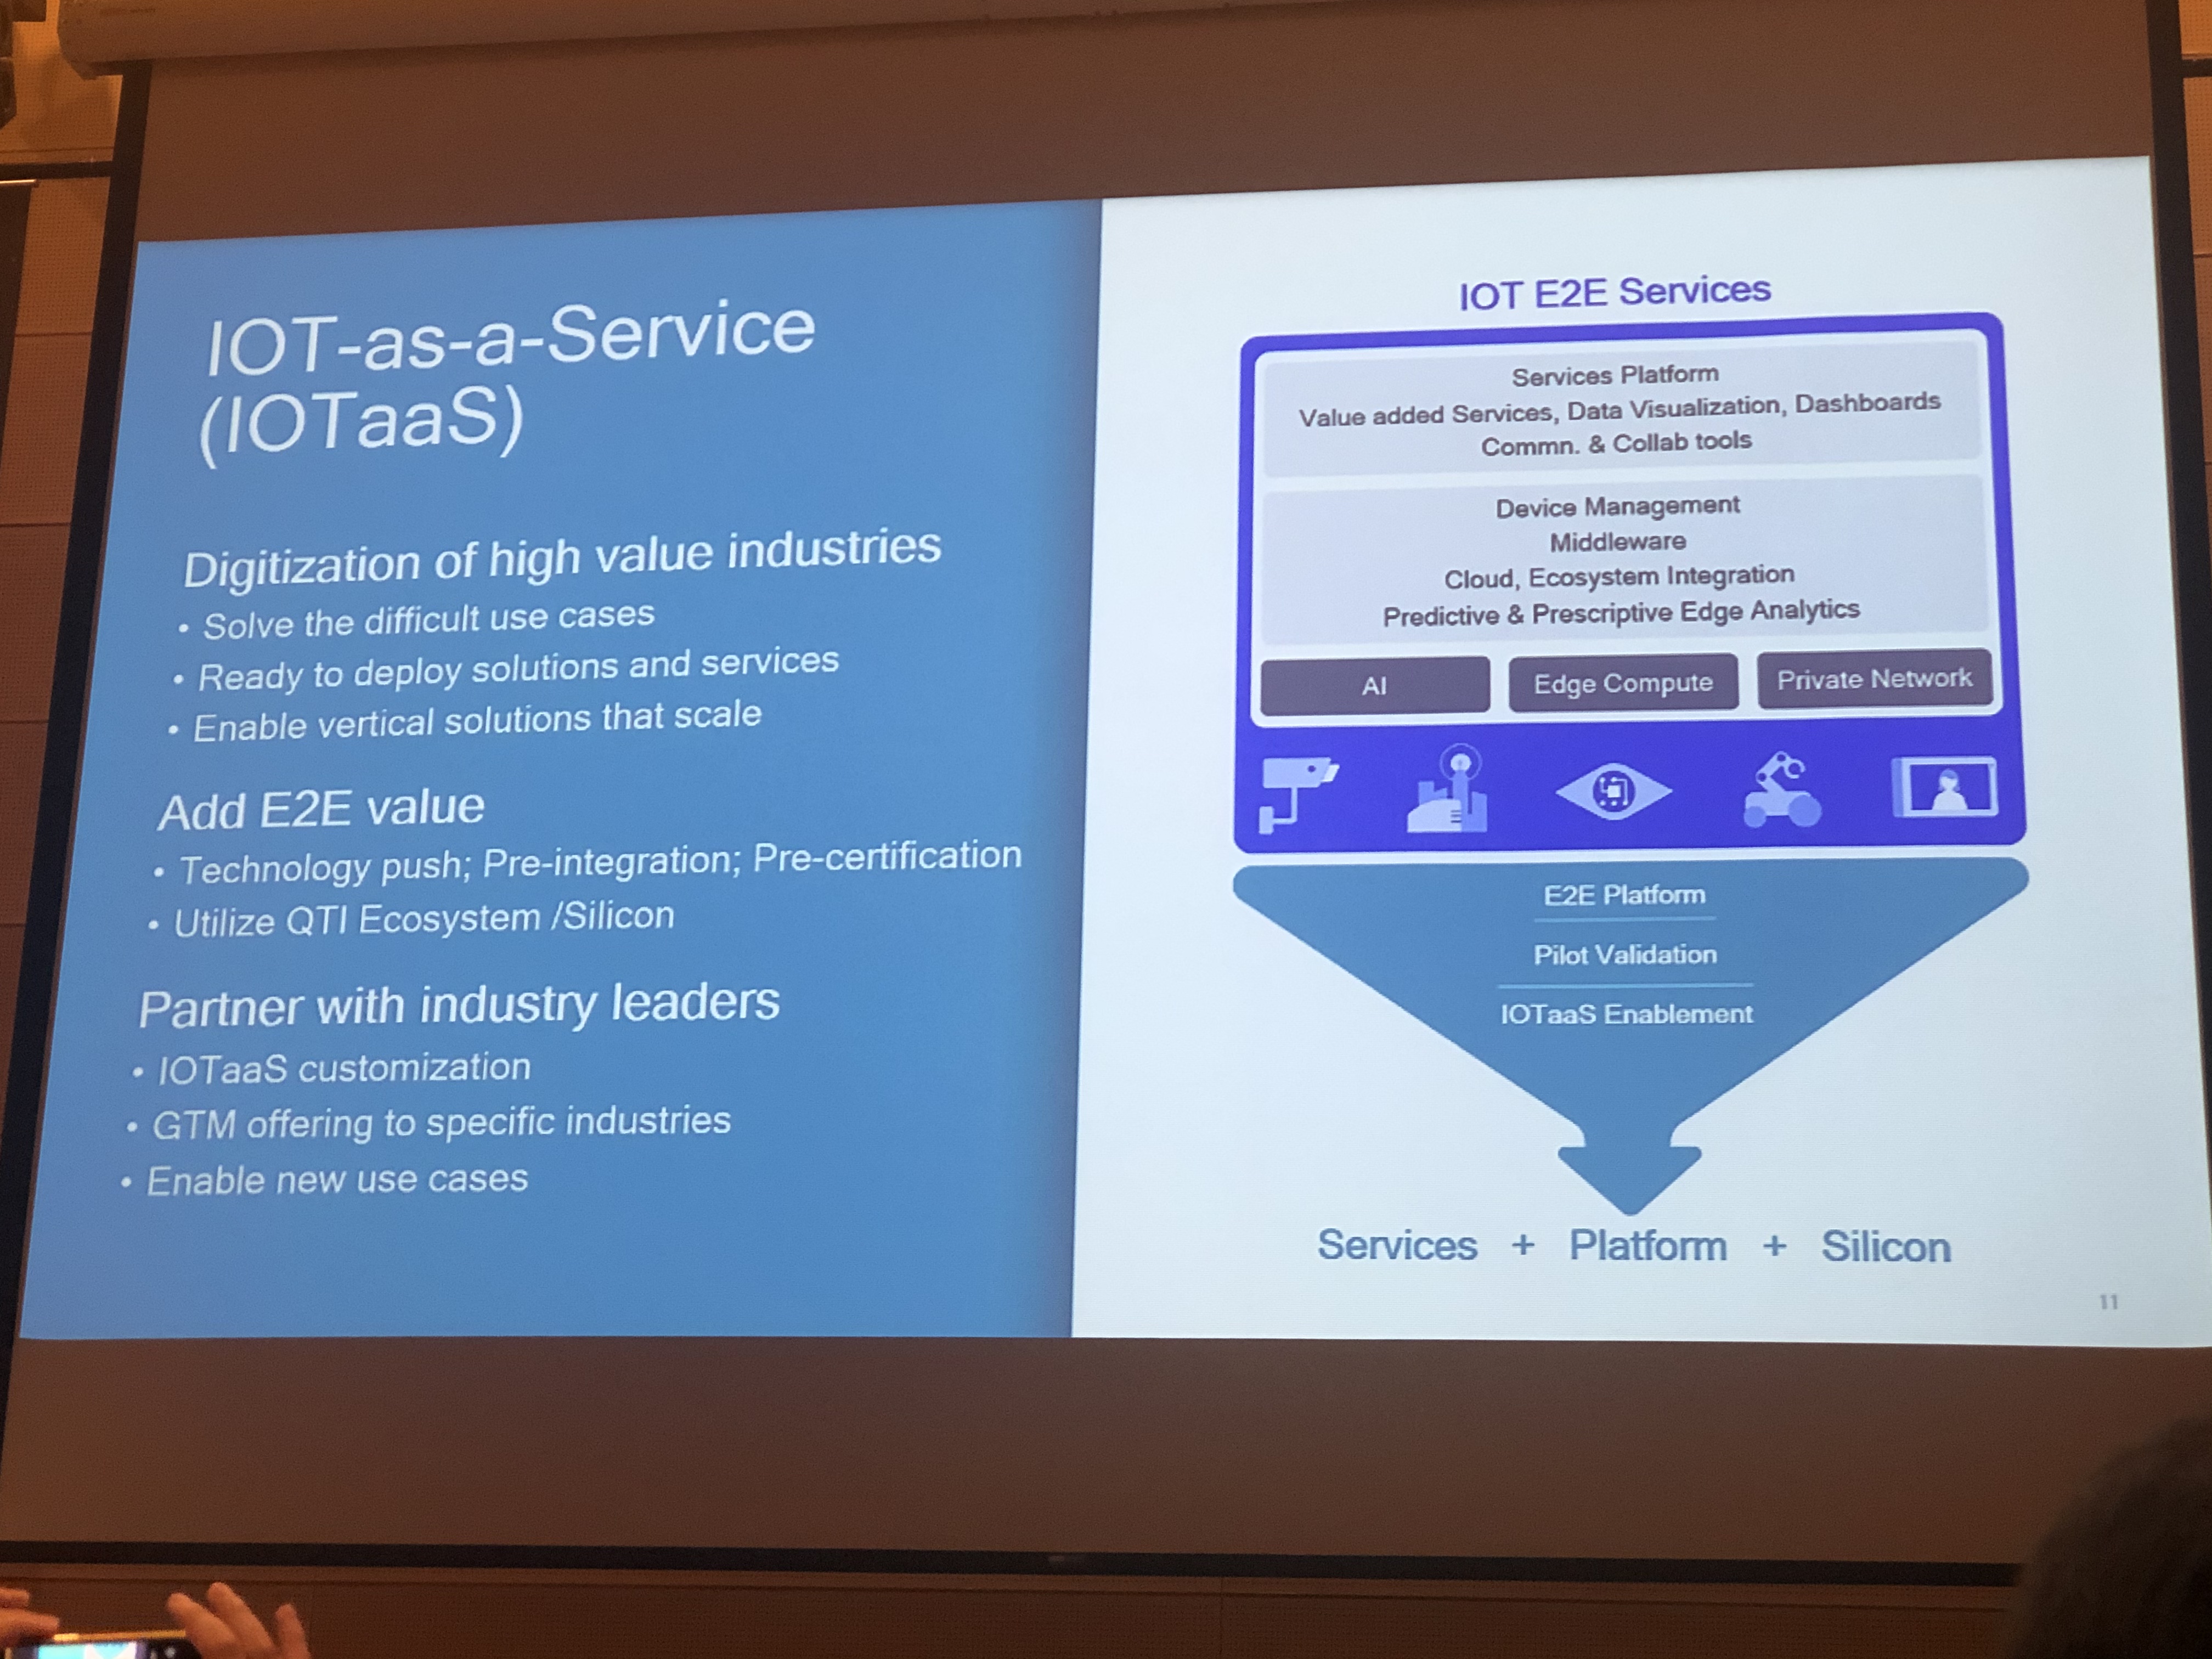 IOT-as-a-Service
(IOTaaS)
Digitization of high value industries
• Solve the difficult use cases
• Ready to deploy solutions and services
• Enable vertical solutions that scale
Add E2E value
• Technology push; Pre-integration; Pre-certification
• Utilize QTI Ecosystem /Silicon
Partner with industry leaders
• IOTaaS customization
• GTM offering to specific industries
• Enable new use cases
IOT E2E Services
Services Platform
Value added Services, Data Visualization, Dashboards
Commn. & Collab tools
Device Management
Middleware
Cloud, Ecosystem Integration
Predictive & Prescriptive Edge Analytics
AI
Edge Compute
Private Network
E2E Platform
Pilot Validation
IOTaaS Enablement
Services + Platform + Silicon
11